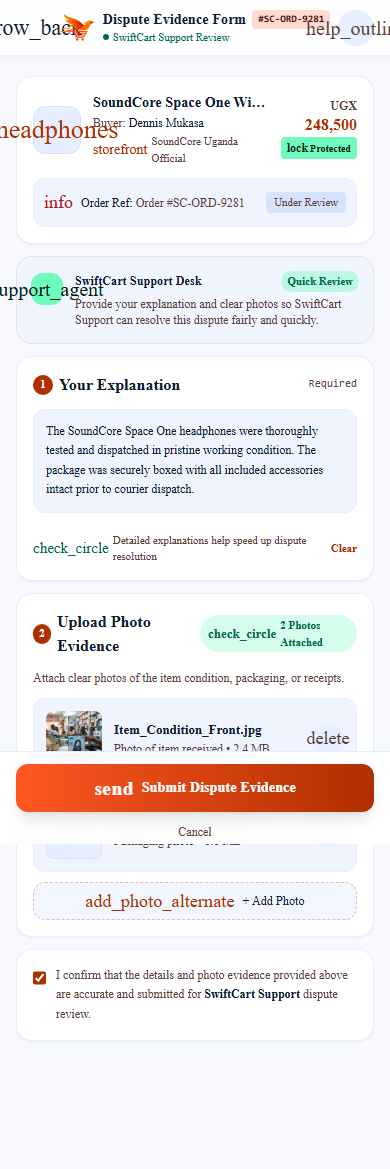 row_back Dispute Evidence Form #SC-ORD-9281 help_outlin
SwiftCart Support Review
SoundCore Space One Wi... UGX
headphones Buyer: Dennis Mukasa 248,500
storefront SoundCore Uganda Official lock Protected
info Order Ref: Order #SC-ORD-9281 Under Review
upport_agent SwiftCart Support Desk Quick Review
Provide your explanation and clear photos so SwiftCart
Support can resolve this dispute fairly and quickly.
1 Your Explanation Required
The SoundCore Space One headphones were thoroughly
tested and dispatched in pristine working condition. The
package was securely boxed with all included accessories
intact prior to courier dispatch.
check_circle Detailed explanations help speed up dispute
resolution Clear
2 Upload Photo
Evidence check_circle 2 Photos
Attached
Attach clear photos of the item condition, packaging, or receipts.
Item_Condition_Front.jpg delete
Photo of item received • 2.4 MB
send Submit Dispute Evidence
Cancel
add_photo_alternate + Add Photo
I confirm that the details and photo evidence provided above
are accurate and submitted for SwiftCart Support dispute
review.